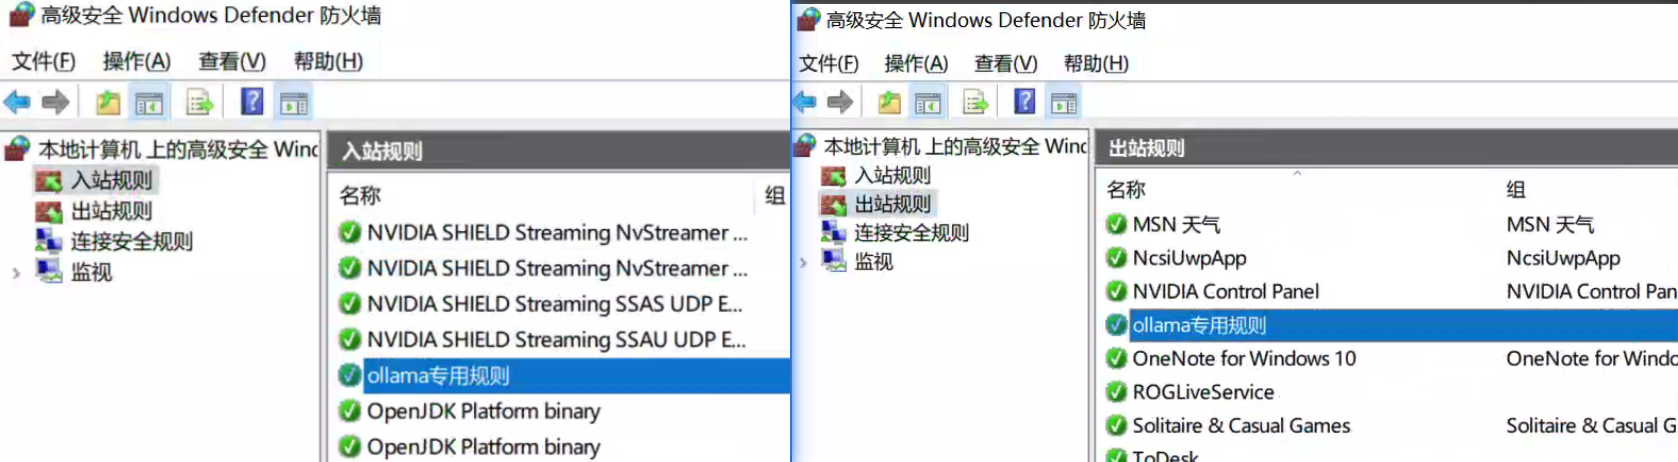 高级安全 Windows Defender 防火墙
文件(F) 操作(A) 查看(V) 帮助(H)
本地计算机 上的高级安全 Wind
入站规则
出站规则
连接安全规则
监视
入站规则
名称 组
NVIDIA SHIELD Streaming NvStreamer ...
NVIDIA SHIELD Streaming NvStreamer ...
NVIDIA SHIELD Streaming SSAS UDP E...
NVIDIA SHIELD Streaming SSAU UDP E...
ollama专用规则
OpenJDK Platform binary
OpenJDK Platform binary
高级安全 Windows Defender 防火墙
文件(F) 操作(A) 查看(V) 帮助(H)
本地计算机 上的高级安全 Wind
入站规则
出站规则
连接安全规则
监视
出站规则
名称 组
MSN 天气 MSN 天气
NcsiUwpApp NcsiUwpApp
NVIDIA Control Panel NVIDIA Control Pan
ollama专用规则
OneNote for Windows 10 OneNote for Windo
ROGLiveService
Solitaire & Casual Games Solitaire & Casual G
ToDesk